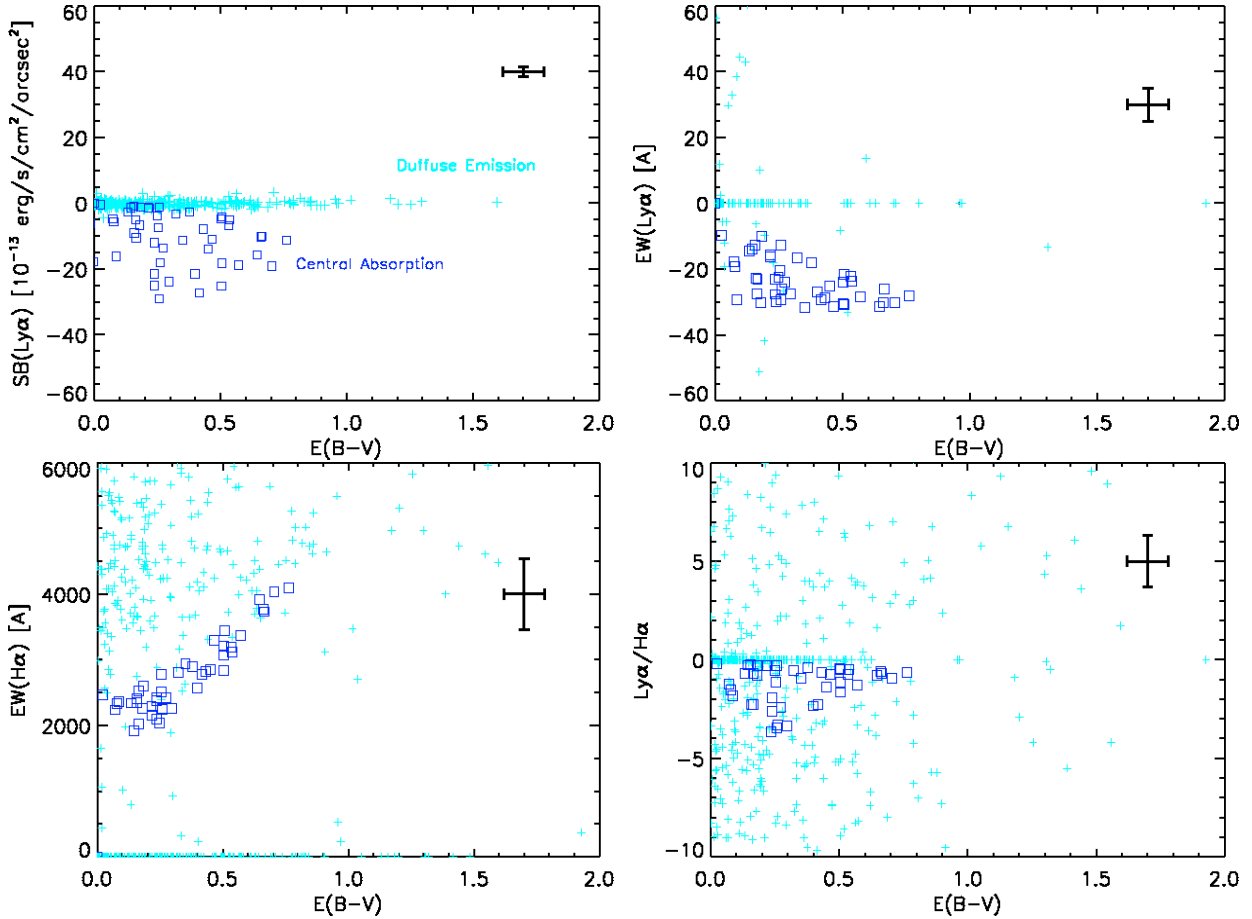 60
40
20
0
−20
−40
−60
SB(Lyα) [10⁻¹³ erg/s/cm²/arcsec²]
Duffuse Emission
Central Absorption
0.0 0.5 1.0 1.5 2.0
E(B−V)
60
40
20
0
−20
−40
−60
EW(Lyα) [A]
0.0 0.5 1.0 1.5 2.0
E(B−V)
6000
4000
2000
0
EW(Hα) [A]
0.0 0.5 1.0 1.5 2.0
E(B−V)
10
5
0
−5
−10
Lyα/Hα
0.0 0.5 1.0 1.5 2.0
E(B−V)